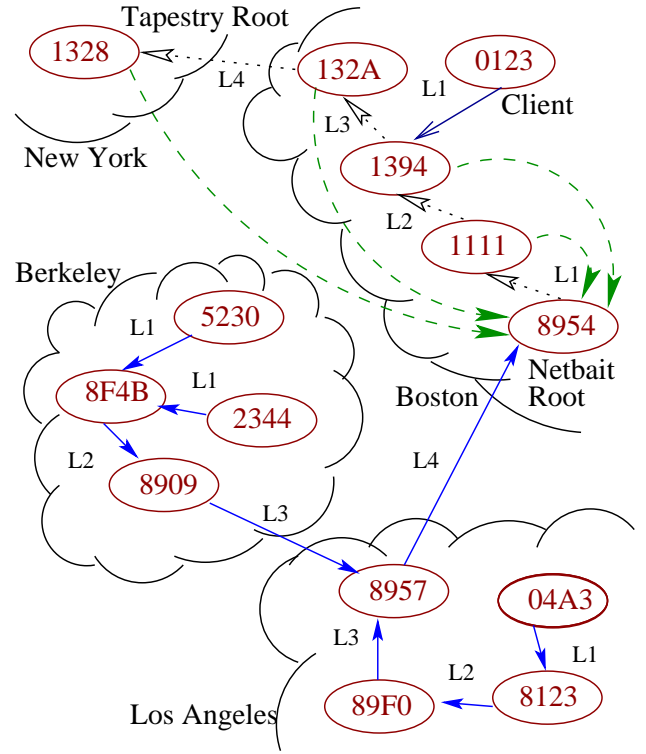 Tapestry Root
1328
L4
132A
0123
L1
Client
L3
New York
1394
L2
1111
L1
Berkeley
5230
L1
8954
Netbait
Root
Boston
8F4B
L1
2344
L2
8909
L4
L3
8957
04A3
L3
L1
L2
8123
89F0
Los Angeles